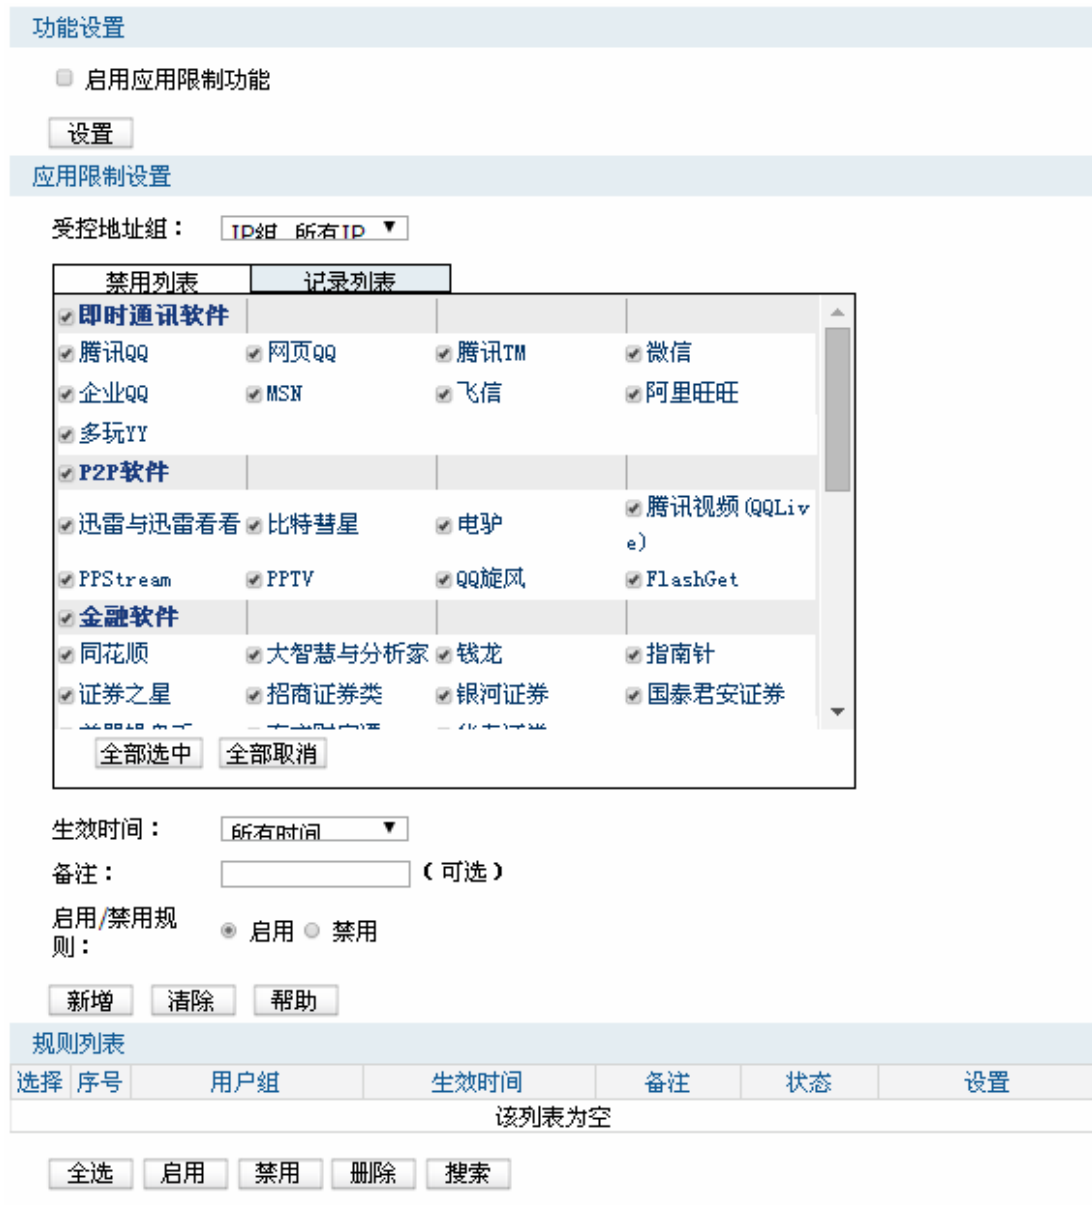 功能设置
启用应用限制功能
设置
应用限制设置
受控地址组： IP组_所有IP
禁用列表 记录列表
即时通讯软件
腾讯QQ 网页QQ 腾讯TM 微信
企业QQ MSN 飞信 阿里旺旺
多玩YY
P2P软件
迅雷与迅雷看看 比特彗星 电驴 腾讯视频(QQLiv
e)
PPStream PPTV QQ旋风 FlashGet
金融软件
同花顺 大智慧与分析家 钱龙 指南针
证券之星 招商证券类 银河证券 国泰君安证券
全部选中 全部取消
生效时间： 所有时间
备注： （可选）
启用/禁用规
则： 启用 禁用
新增 清除 帮助
规则列表
选择 序号 用户组 生效时间 备注 状态 设置
该列表为空
全选 启用 禁用 删除 搜索